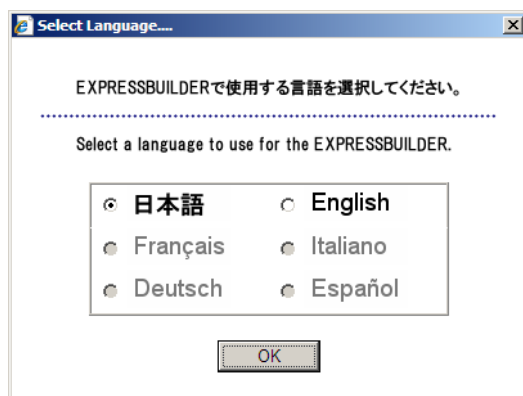 Select Language....
EXPRESSBUILDERで使用する言語を選択してください。
Select a language to use for the EXPRESSBUILDER.
日本語 English
Français Italiano
Deutsch Español
OK